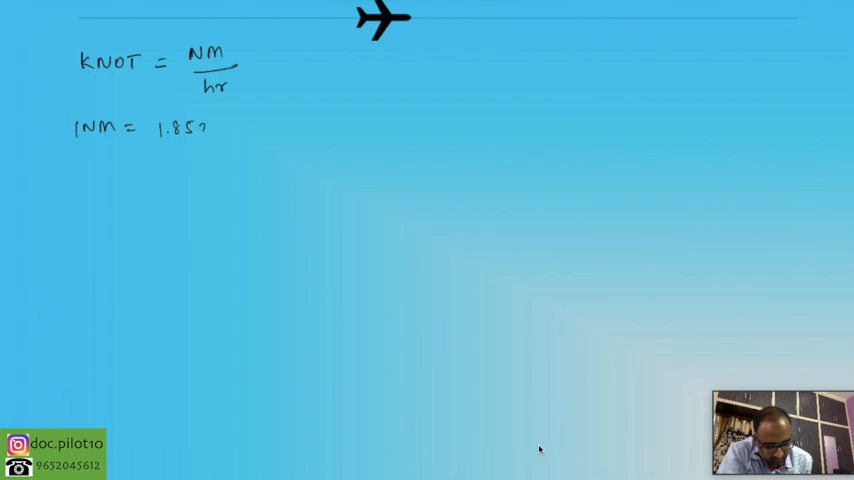 KNOT = NM
hr
1NM = 1.852
doc.pilot10
9652045612